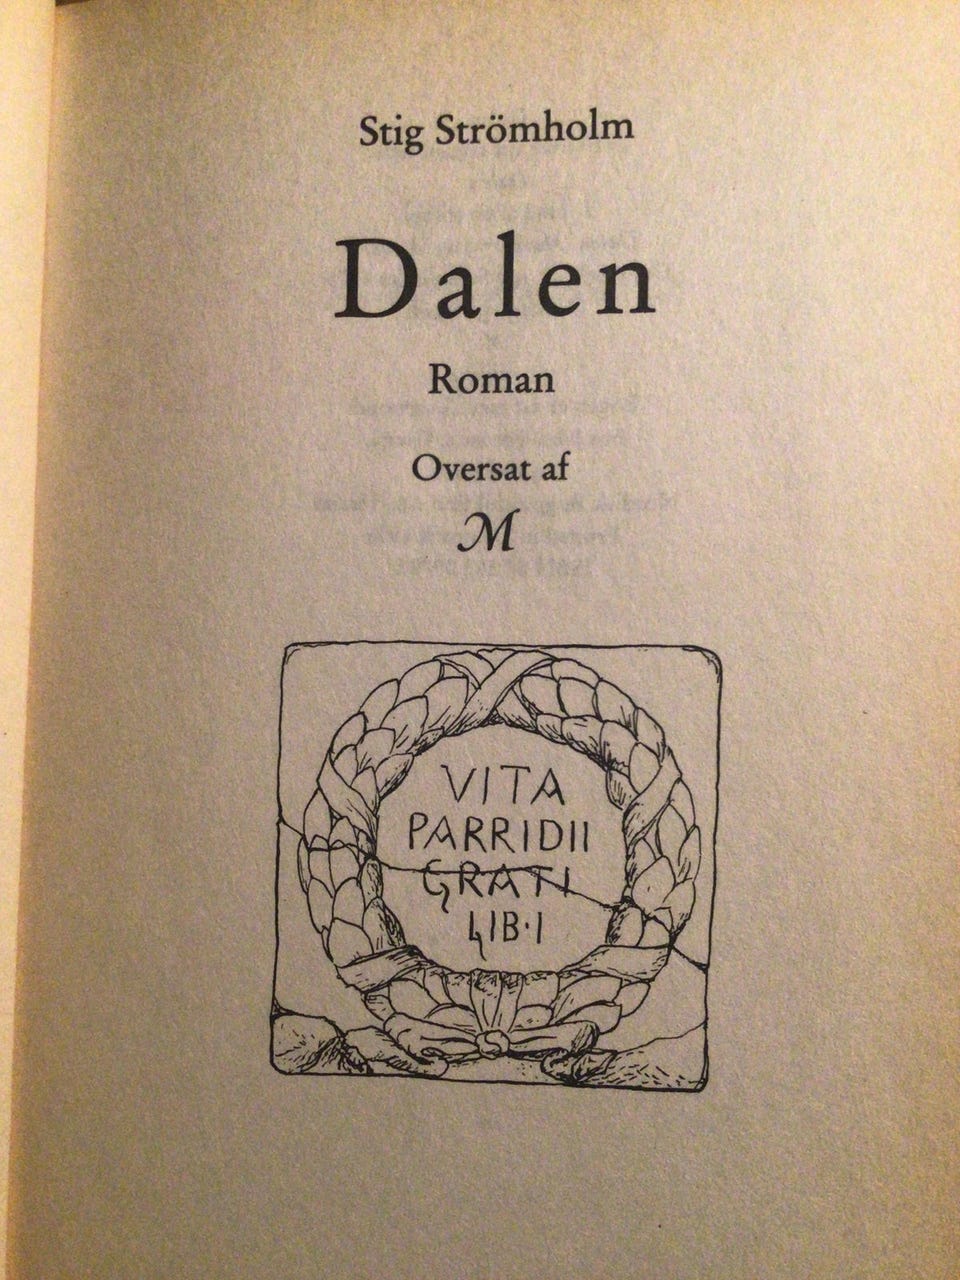 Stig Strömholm
Dalen
Roman
Oversat af
M
VITA
PARRIDII
GRATI
LIB·I